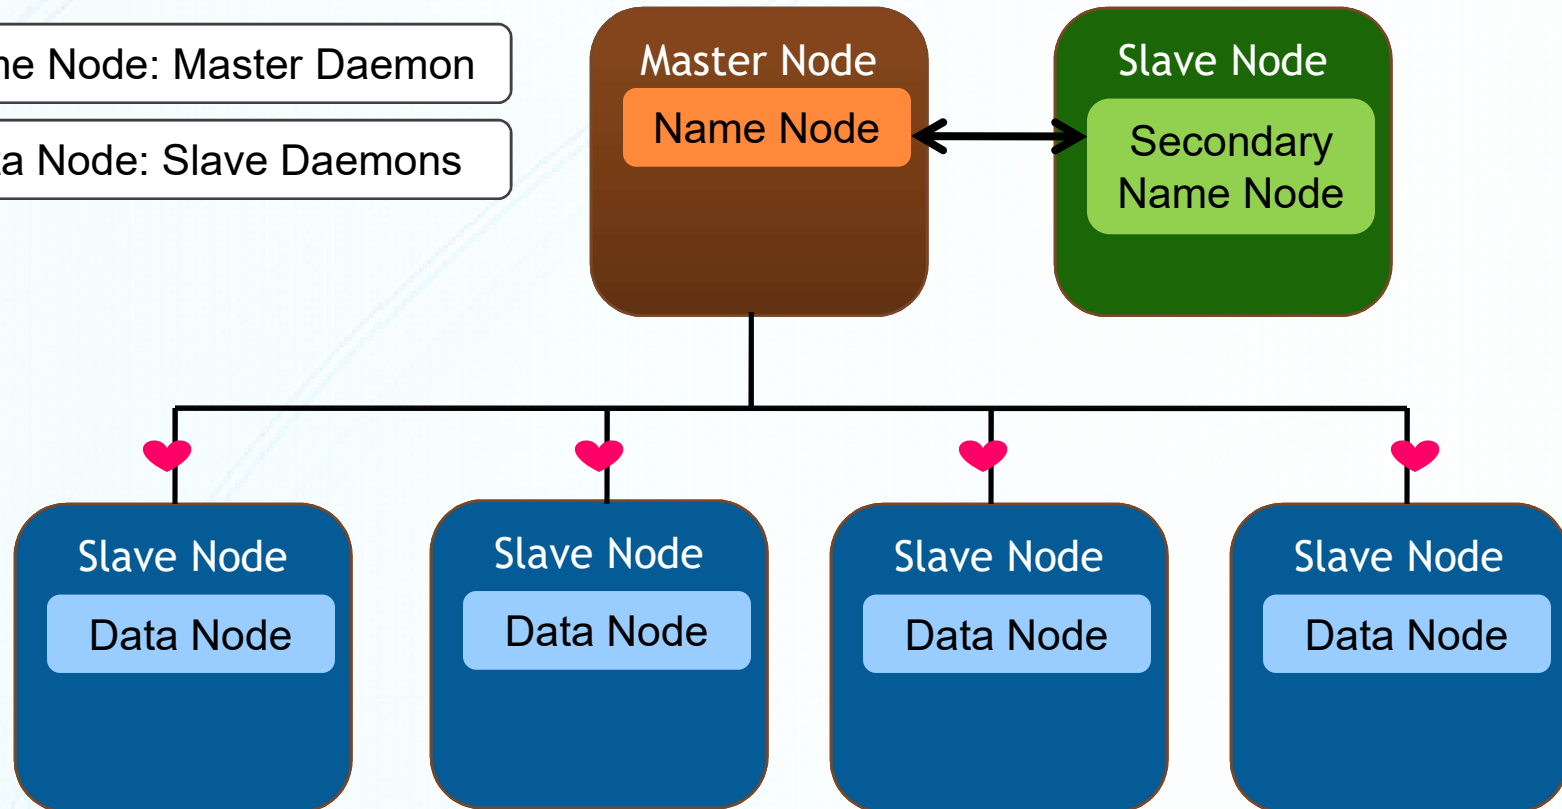 Node: Master Daemon
Node: Slave Daemons
Master Node
Name Node
Slave Node
Secondary
Name Node
Slave Node
Data Node
Slave Node
Data Node
Slave Node
Data Node
Slave Node
Data Node